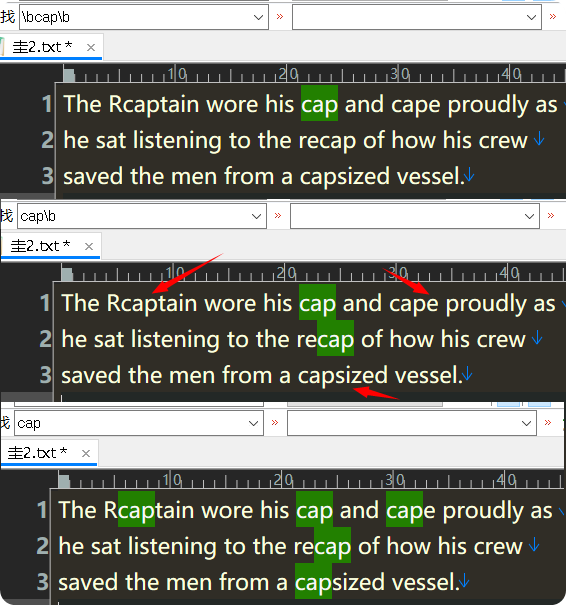 找 \bcap\b » »
圭2.txt * ×
10 20 30 40
1 The Rcaptain wore his cap and cape proudly as
2 he sat listening to the recap of how his crew ↓
3 saved the men from a capsized vessel.↓
找 cap\b » »
圭2.txt * ×
10 20 30 40
1 The Rcaptain wore his cap and cape proudly as
2 he sat listening to the recap of how his crew ↓
3 saved the men from a capsized vessel.↓
找 cap » »
圭2.txt * ×
10 20 30 40
1 The Rcaptain wore his cap and cape proudly as
2 he sat listening to the recap of how his crew ↓
3 saved the men from a capsized vessel.↓